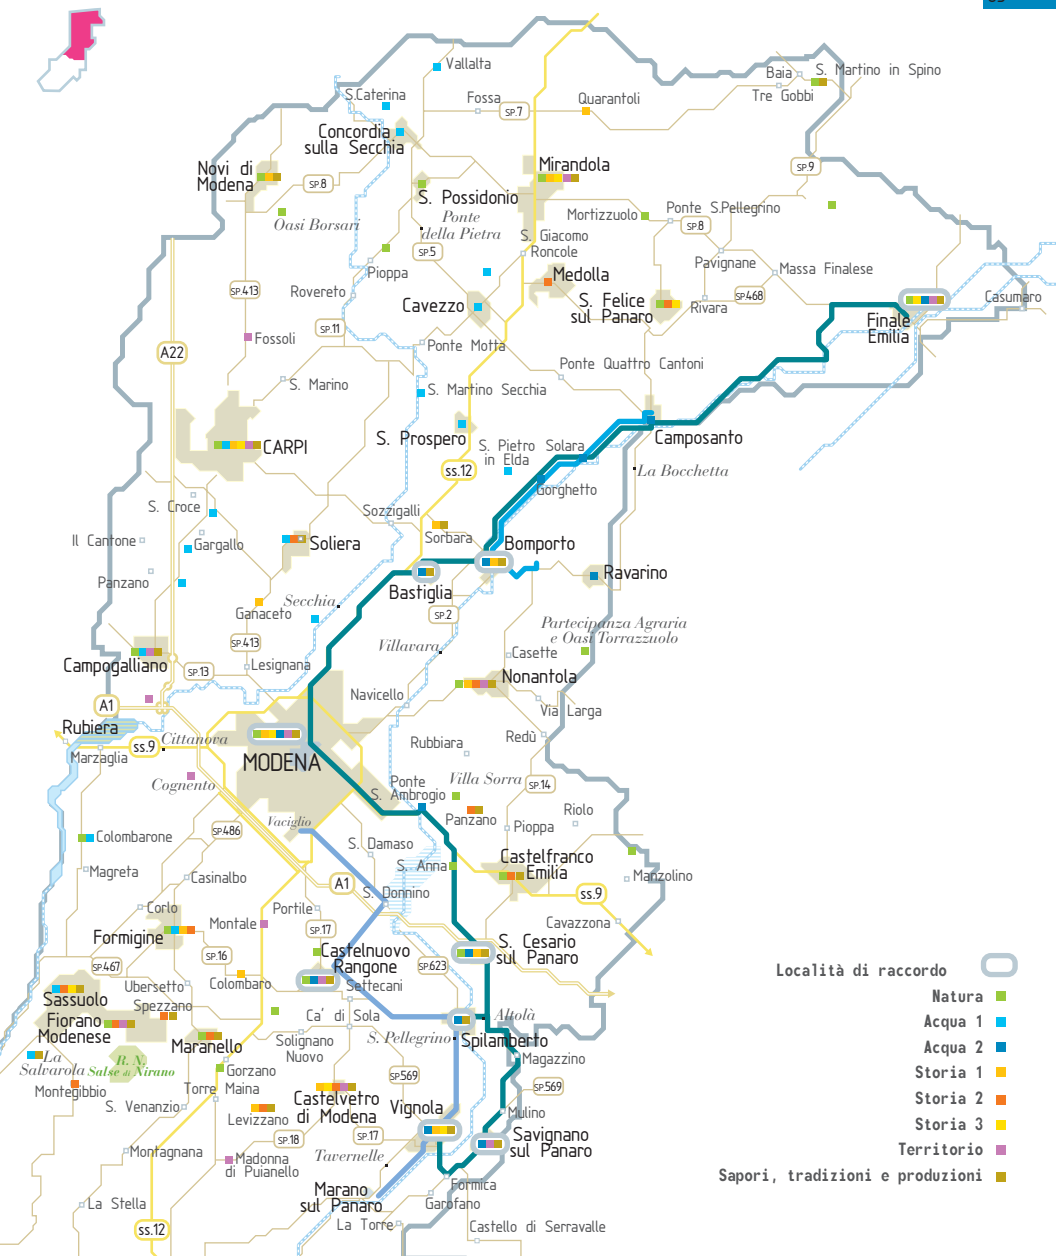 Vallalta
S.Caterina
Fossa
SP.7
Quarantoli
Baia
S. Martino in Spino
Tre Gobbi
Concordia
sulla Secchia
Novi di
Modena
SP.8
Mirandola
SP.9
S. Possidonio
Oasi Borsari
Ponte
della Pietra
Mortizzuolo
Ponte S.Pellegrino
SP.8
S. Giacomo
Roncole
SP.5
Pioppa
Pavignane
Massa Finalese
Medolla
Rovereto
SP.413
Cavezzo
S. Felice
sul Panaro
Rivara
SP.468
Casumaro
Finale
Emilia
SP.11
Fossoli
A22
Ponte Motta
Ponte Quattro Cantoni
S. Marino
S. Martino Secchia
CARPI
S. Prospero
S. Pietro
in Elda
Solara
Camposanto
ss.12
La Bocchetta
Gorghetto
S. Croce
Sozzigalli
Il Cantone
Gargallo
Soliera
Sorbara
Bomporto
Panzano
Bastiglia
Ravarino
Secchia
Ganaceto
SP.2
Partecipanza Agraria
e Oasi Torrazzuolo
SP.413
Villavara
Campogalliano
SP.13
Lesignana
Casette
Nonantola
Navicello
A1
Via Larga
Rubiera
Cittanova
ss.9
Marzaglia
MODENA
Rubbiara
Redù
Cognento
Ponte
S. Ambrogio
Villa Sorra
SP.14
Panzano
Riolo
Vaciglio
SP.486
Pioppa
Colombarone
S. Damaso
Castelfranco
Emilia
Magreta
Casinalbo
S. Anna
Manzolino
A1
S. Donnino
ss.9
Corlo
Portile
Montale
Cavazzona
Formigine
SP.17
S. Cesario
sul Panaro
Castelnuovo
Rangone
SP.16
SP.467
SP.623
Colombaro
Settecani
Ubersetto
Sassuolo
Spezzano
Fiorano
Modenese
Ca' di Sola
Altolà
Maranello
Solignano
Nuovo
S. Pellegrino
Spilamberto
La
Salvarola
R. N.
Salse di Nirano
Magazzino
Gorzano
Montegibbio
Torre Maina
SP.569
SP.569
Castelvetro
di Modena
S. Venanzio
Levizzano
Vignola
Mulino
SP.18
SP.17
Savignano
sul Panaro
Montagnana
Madonna
di Puianello
Tavernelle
Marano
sul Panaro
Formica
Garofano
La Stella
La Torre
Castello di Serravalle
ss.12
Località di raccordo
Natura
Acqua 1
Acqua 2
Storia 1
Storia 2
Storia 3
Territorio
Sapori, tradizioni e produzioni